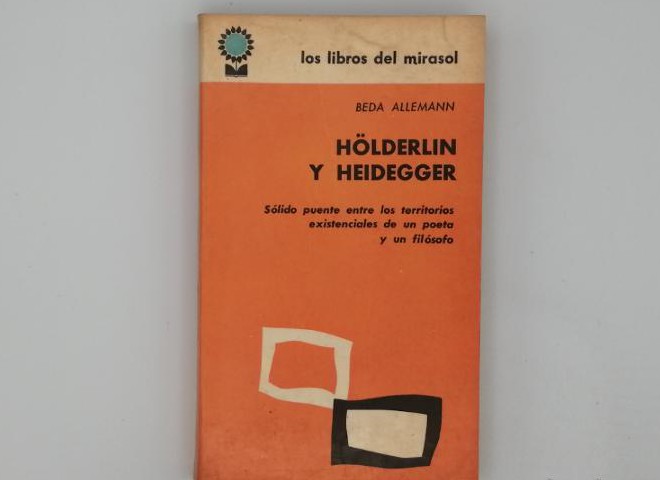 los libros del mirasol
BEDA ALLEMANN
HÖLDERLIN
Y HEIDEGGER
Sólido puente entre los territorios
existenciales de un poeta
y un filósofo